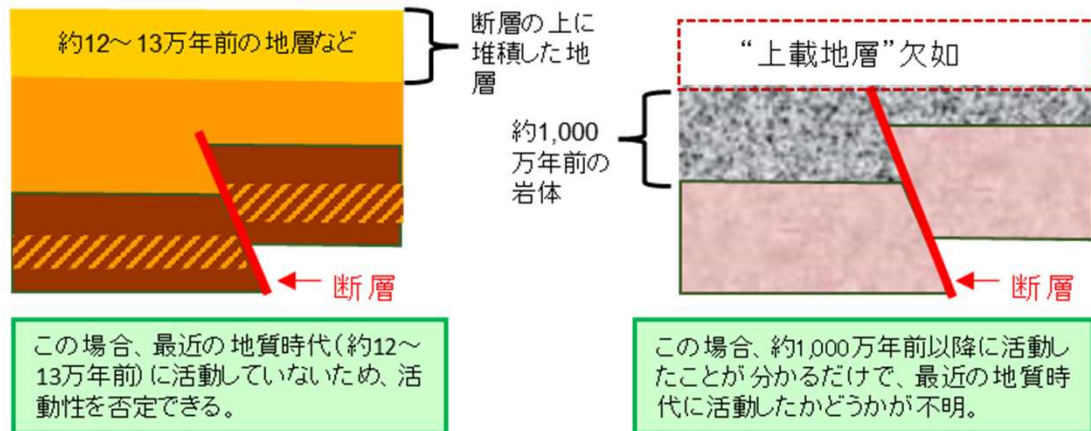 約12～13万年前の地層など
断層の上に
堆積した地
層
断層
この場合、最近の地質時代(約12～
13万年前)に活動していないため、活
動性を否定できる。
“上載地層”欠如
約1,000
万年前の
岩体
断層
この場合、約1,000万年前以降に活動し
たことが分かるだけで、最近の地質時
代に活動したかどうかが不明。